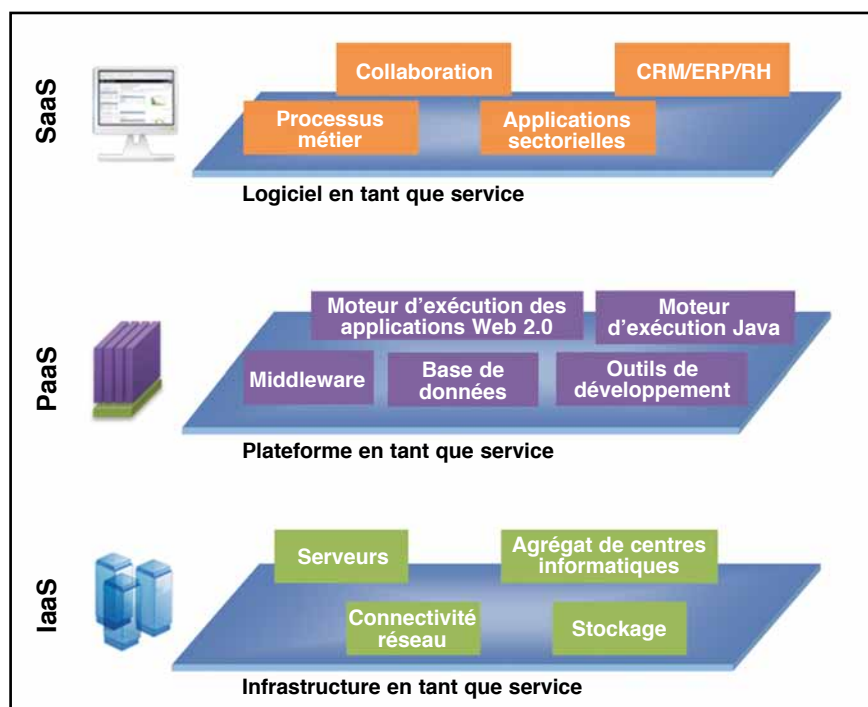 SaaS
Collaboration
CRM/ERP/RH
Processus
métier
Applications
sectorielles
Logiciel en tant que service
PaaS
Moteur d'exécution des
applications Web 2.0
Moteur
d'exécution Java
Middleware
Base de
données
Outils de
développement
Plateforme en tant que service
IaaS
Serveurs
Agrégat de centres
informatiques
Connectivité
réseau
Stockage
Infrastructure en tant que service